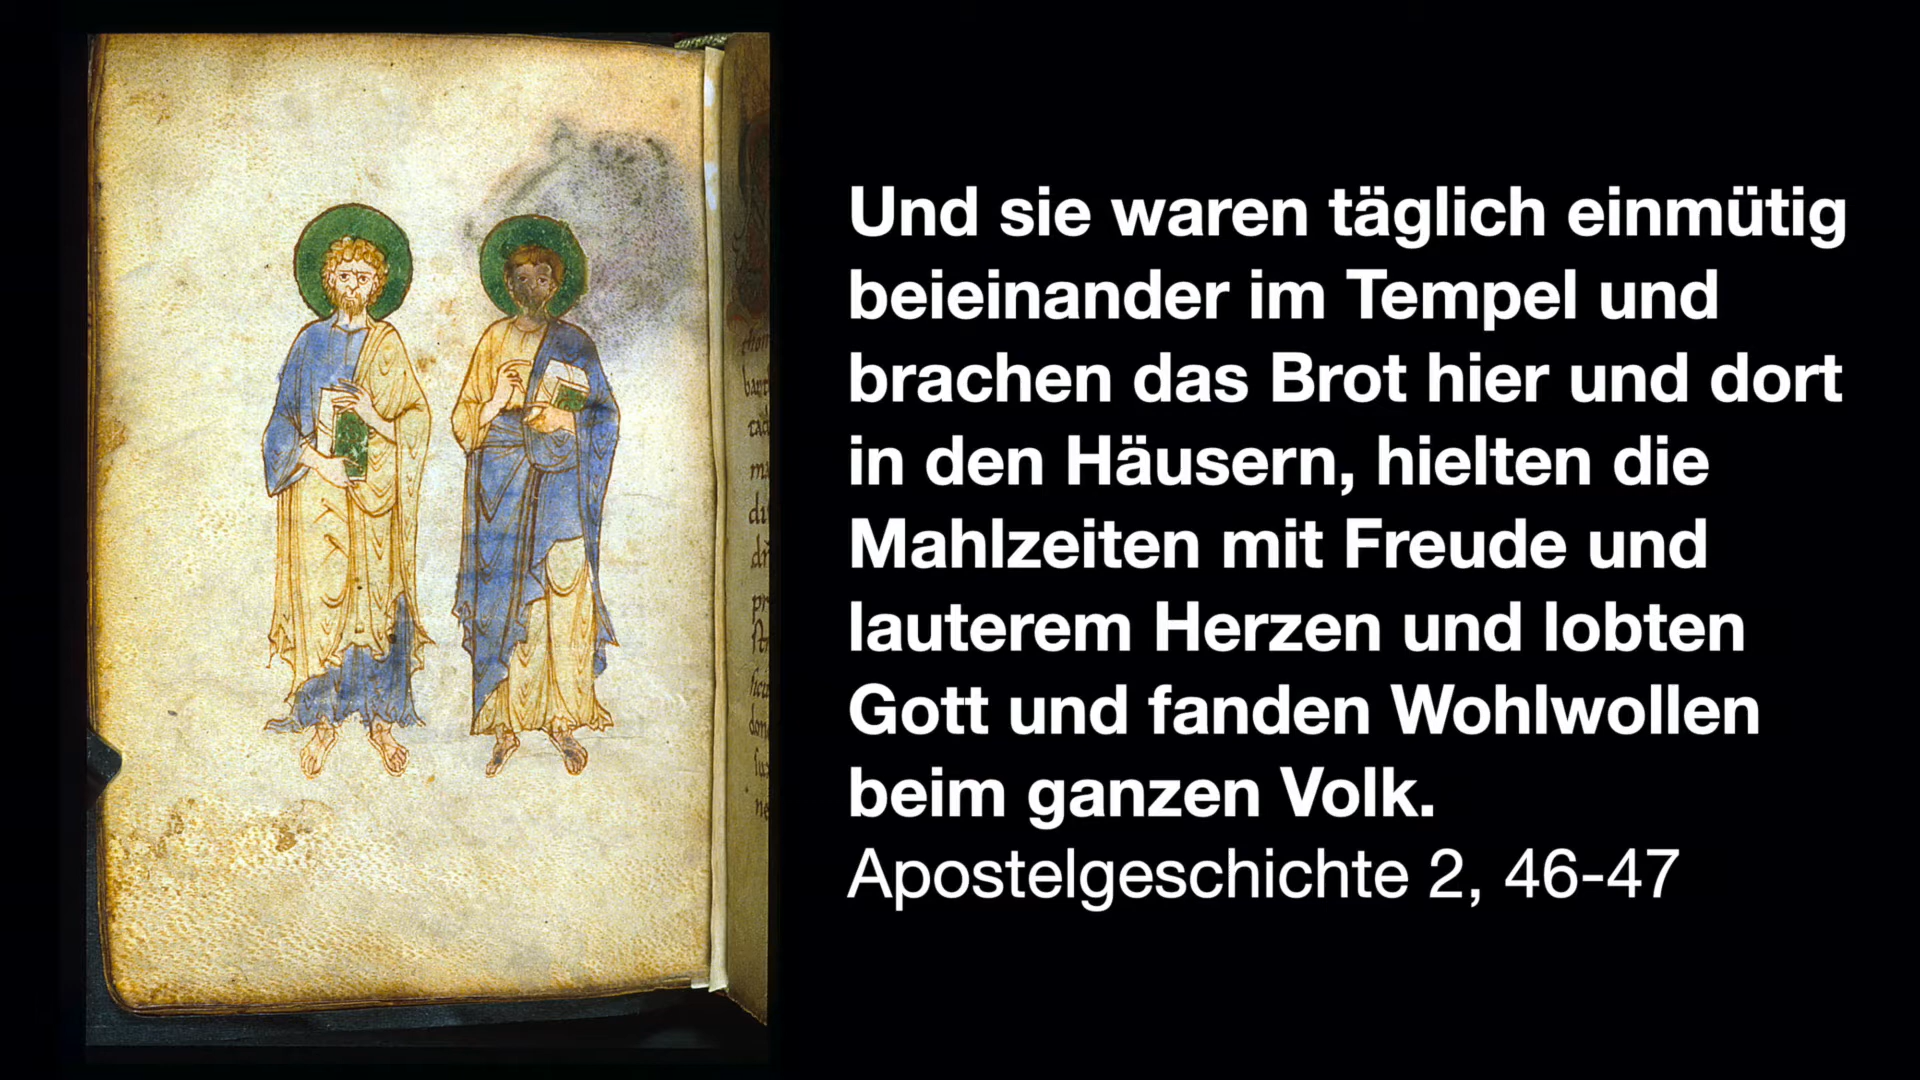 Und sie waren täglich einmütig
beieinander im Tempel und
brachen das Brot hier und dort
in den Häusern, hielten die
Mahlzeiten mit Freude und
lauterem Herzen und lobten
Gott und fanden Wohlwollen
beim ganzen Volk.
Apostelgeschichte 2, 46-47